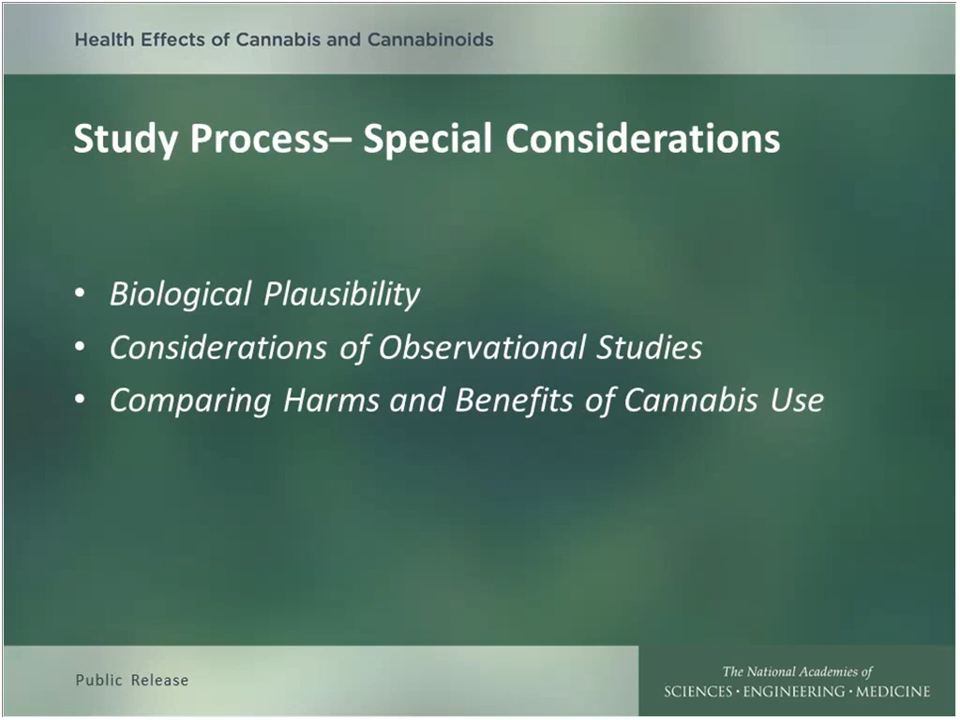 Health Effects of Cannabis and Cannabinoids
Study Process– Special Considerations
• Biological Plausibility
• Considerations of Observational Studies
• Comparing Harms and Benefits of Cannabis Use
Public Release
The National Academies of
SCIENCES · ENGINEERING · MEDICINE